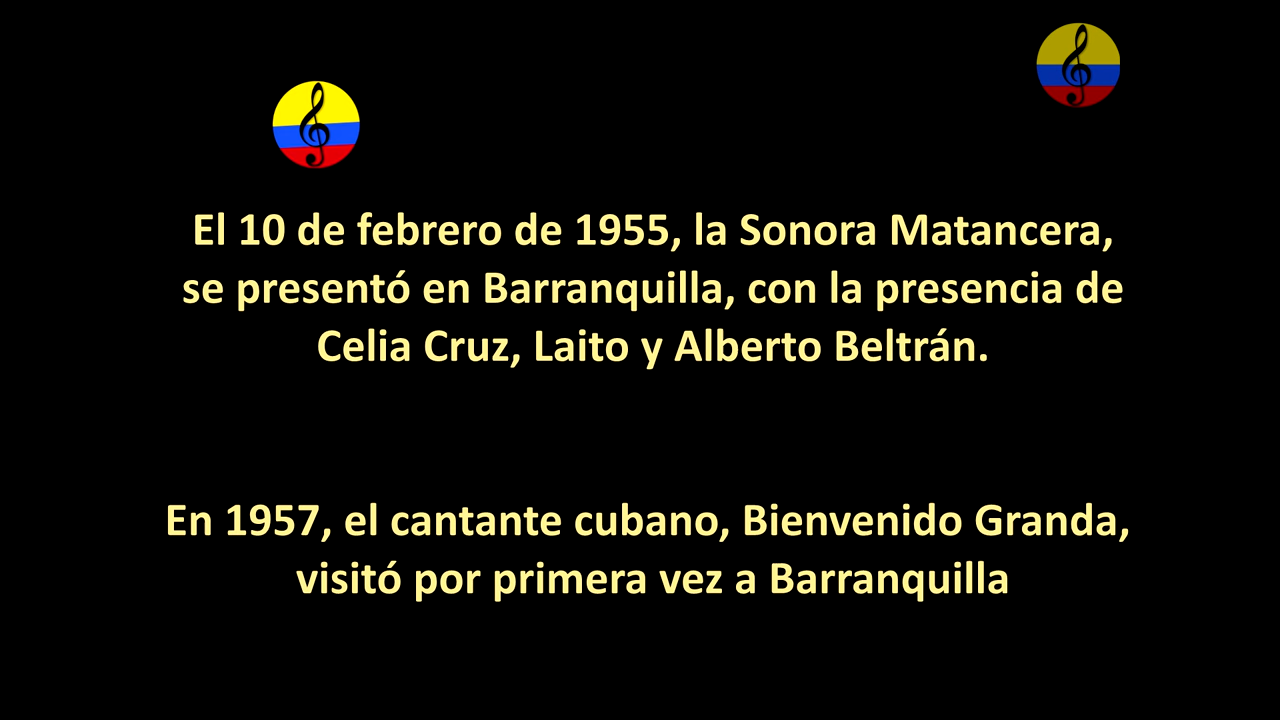 El 10 de febrero de 1955, la Sonora Matancera,
se presentó en Barranquilla, con la presencia de
Celia Cruz, Laito y Alberto Beltrán.
En 1957, el cantante cubano, Bienvenido Granda,
visitó por primera vez a Barranquilla